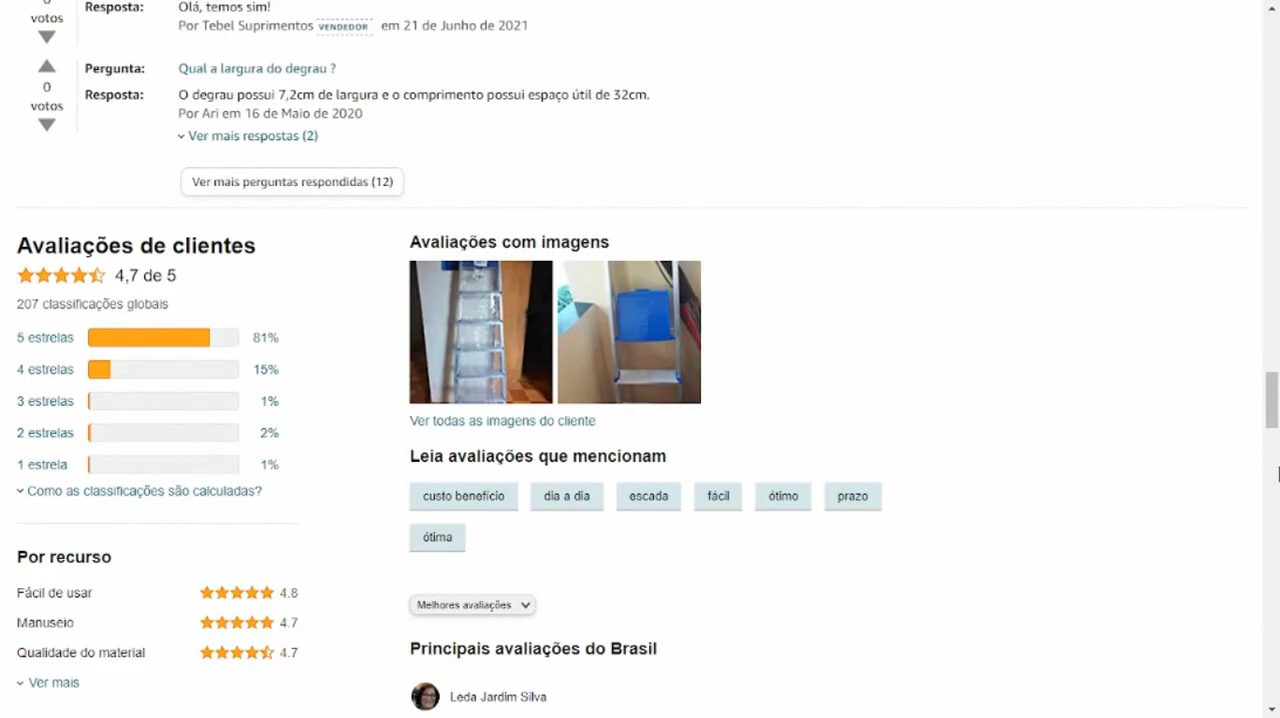 0
votos
Resposta: Olá, temos sim!
Por Tebel Suprimentos VENDEDOR em 21 de Junho de 2021
0
votos
Pergunta: Qual a largura do degrau ?
Resposta: O degrau possui 7,2cm de largura e o comprimento possui espaço útil de 32cm.
Por Ari em 16 de Maio de 2020
Ver mais respostas (2)
Ver mais perguntas respondidas (12)
Avaliações de clientes
4,7 de 5
207 classificações globais
5 estrelas 81%
4 estrelas 15%
3 estrelas 1%
2 estrelas 2%
1 estrela 1%
Como as classificações são calculadas?
Por recurso
Fácil de usar 4.8
Manuseio 4.7
Qualidade do material 4.7
Ver mais
Avaliações com imagens
Ver todas as imagens do cliente
Leia avaliações que mencionam
custo benefício dia a dia escada fácil ótimo prazo
ótima
Melhores avaliações
Principais avaliações do Brasil
Leda Jardim Silva